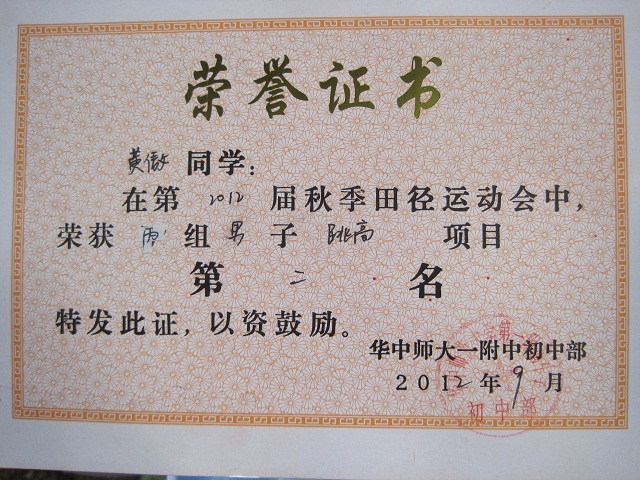 荣誉证书
黄傲 同学：
在第 2012 届秋季田径运动会中，
荣获 丙 组 男 子 跳高 项目
第 二 名
特发此证，以资鼓励。
华中师大一附中初中部
2012年9月
初中部